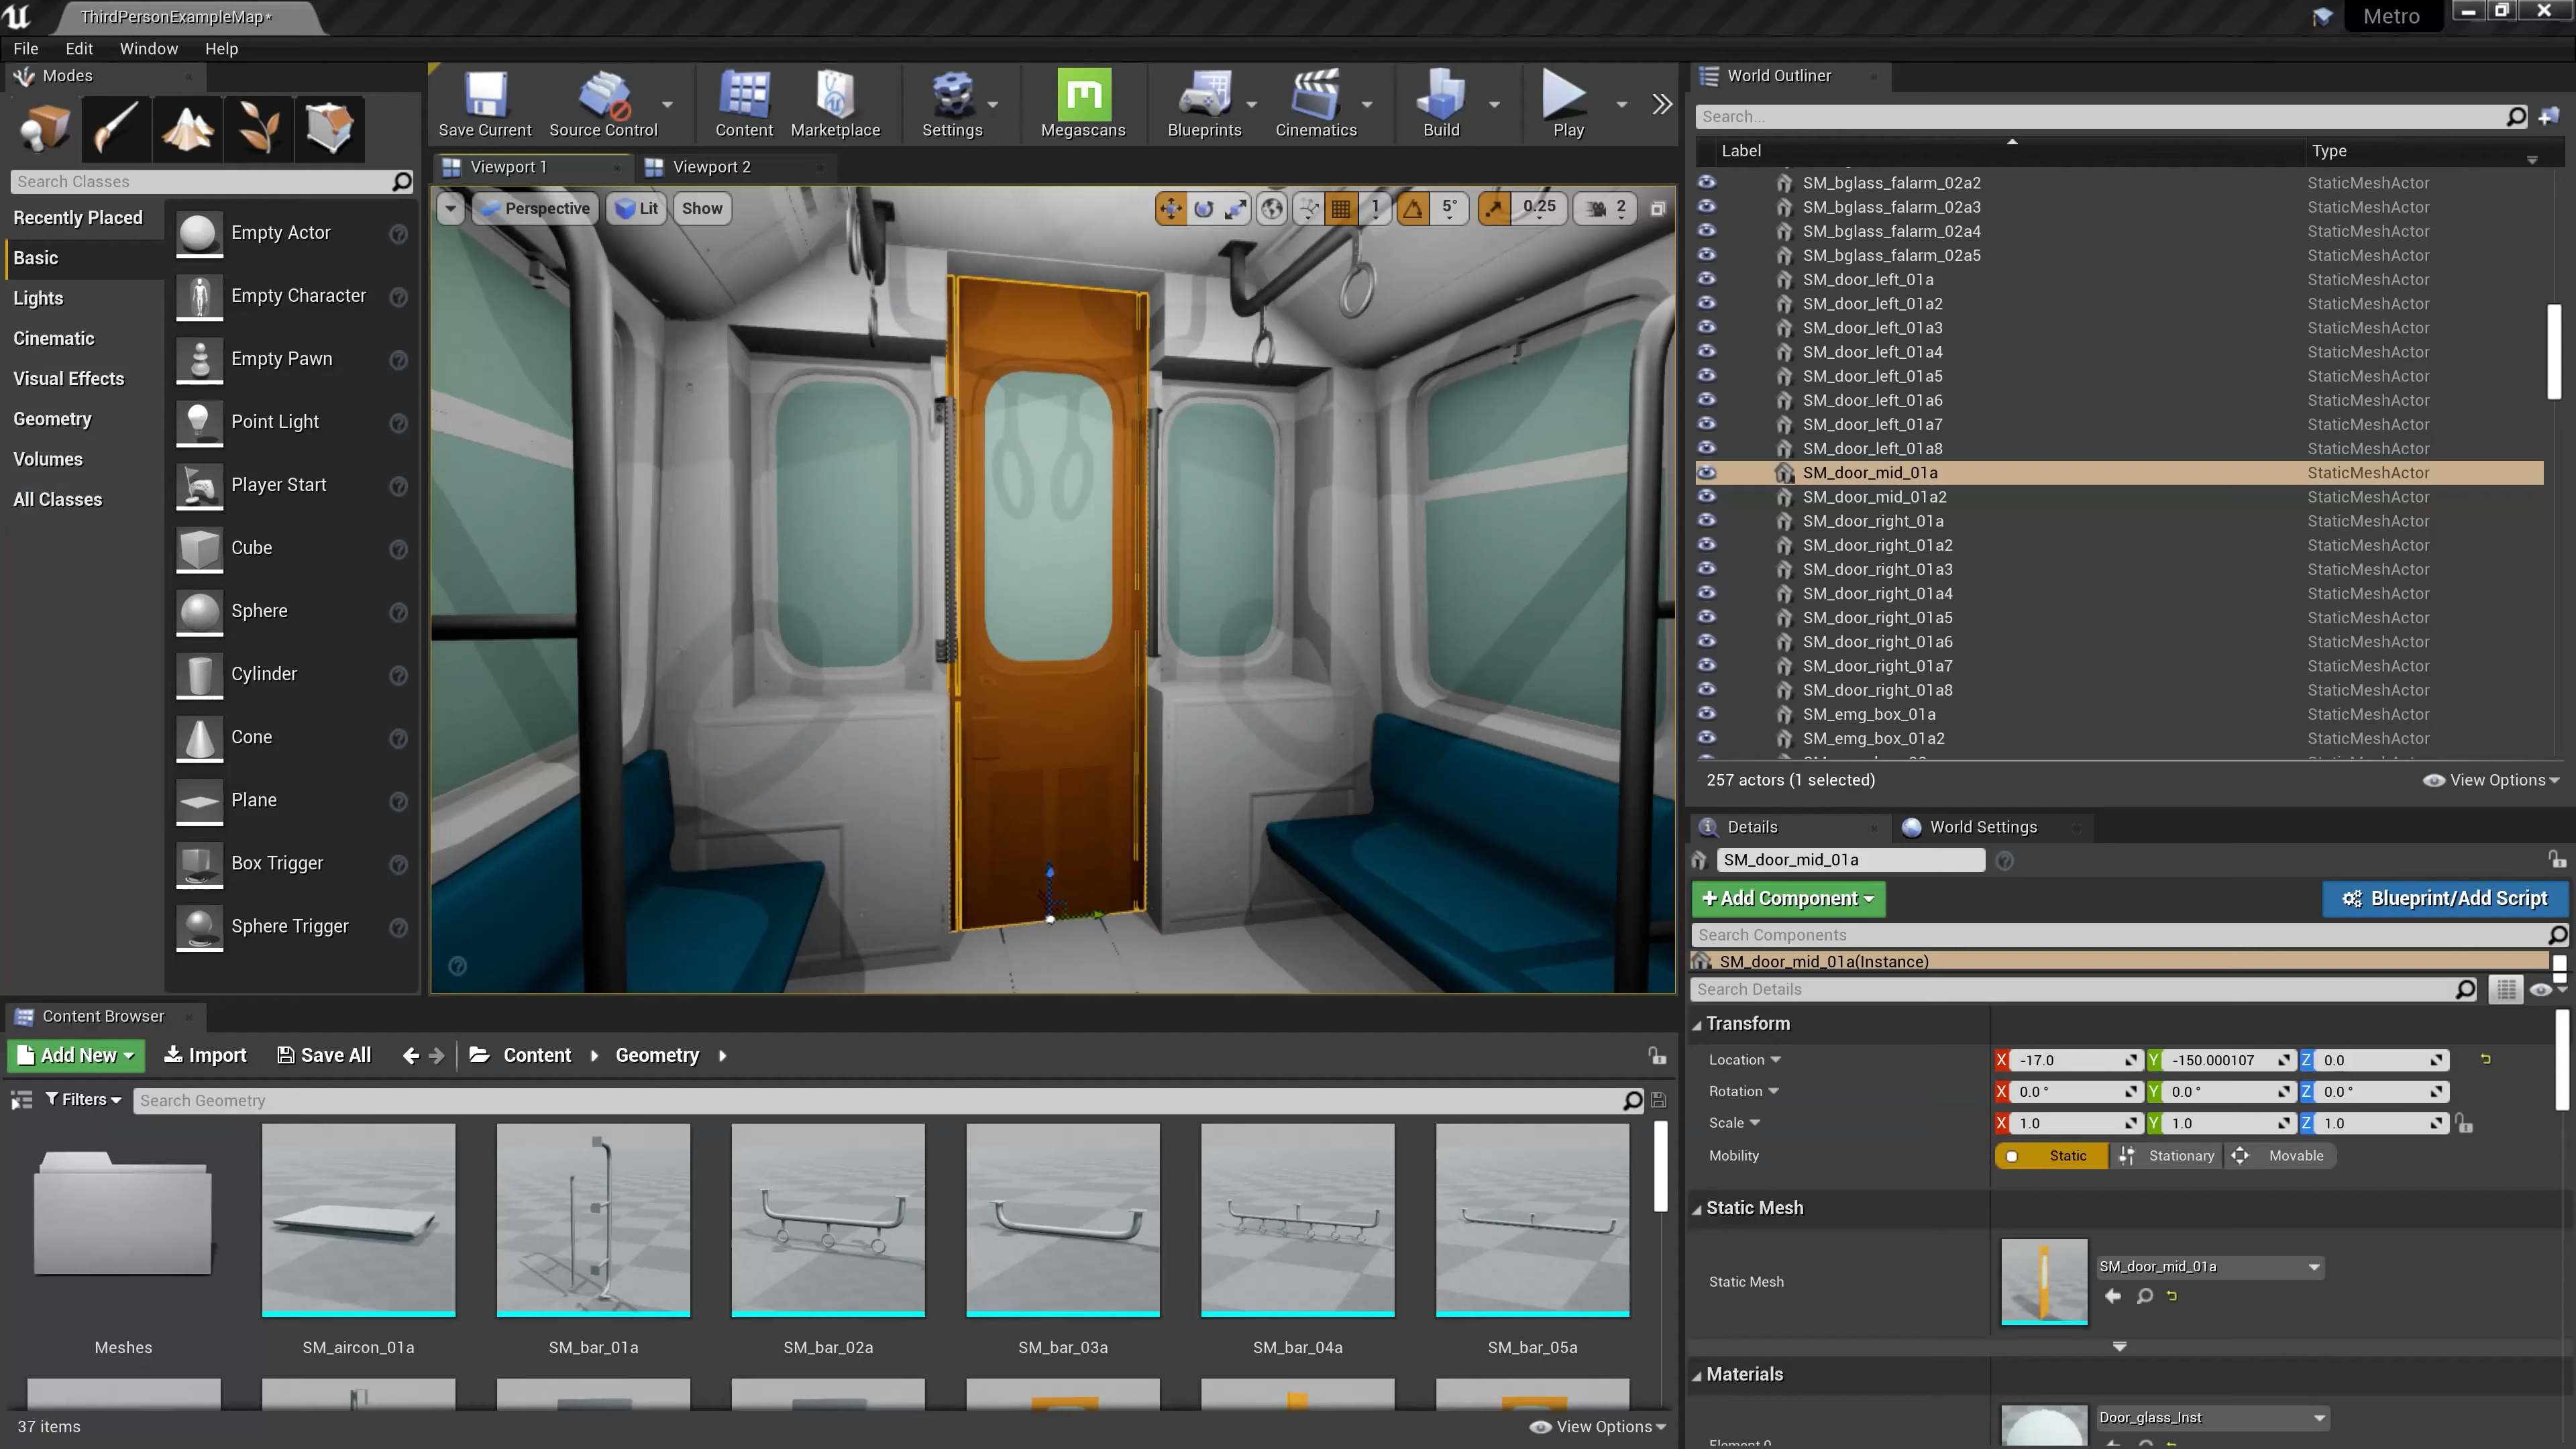 ThirdPersonExampleMap*
Metro
File Edit Window Help
Modes
Save Current Source Control Content Marketplace Settings Megascans Blueprints Cinematics Build Play
Search Classes
Recently Placed
Basic
Lights
Cinematic
Visual Effects
Geometry
Volumes
All Classes
Empty Actor
Empty Character
Empty Pawn
Point Light
Player Start
Cube
Sphere
Cylinder
Cone
Plane
Box Trigger
Sphere Trigger
Viewport 1 Viewport 2
Perspective Lit Show 1 5° 0.25 2
World Outliner
Search...
Label Type
SM_bglass_falarm_02a2 StaticMeshActor
SM_bglass_falarm_02a3 StaticMeshActor
SM_bglass_falarm_02a4 StaticMeshActor
SM_bglass_falarm_02a5 StaticMeshActor
SM_door_left_01a StaticMeshActor
SM_door_left_01a2 StaticMeshActor
SM_door_left_01a3 StaticMeshActor
SM_door_left_01a4 StaticMeshActor
SM_door_left_01a5 StaticMeshActor
SM_door_left_01a6 StaticMeshActor
SM_door_left_01a7 StaticMeshActor
SM_door_left_01a8 StaticMeshActor
SM_door_mid_01a StaticMeshActor
SM_door_mid_01a2 StaticMeshActor
SM_door_right_01a StaticMeshActor
SM_door_right_01a2 StaticMeshActor
SM_door_right_01a3 StaticMeshActor
SM_door_right_01a4 StaticMeshActor
SM_door_right_01a5 StaticMeshActor
SM_door_right_01a6 StaticMeshActor
SM_door_right_01a7 StaticMeshActor
SM_door_right_01a8 StaticMeshActor
SM_emg_box_01a StaticMeshActor
SM_emg_box_01a2 StaticMeshActor
257 actors (1 selected) View Options
Details World Settings
SM_door_mid_01a
+ Add Component Blueprint/Add Script
Search Components
SM_door_mid_01a(Instance)
Search Details
Transform
Location X -17.0 Y -150.000107 Z 0.0
Rotation X 0.0 ° Y 0.0 ° Z 0.0 °
Scale X 1.0 Y 1.0 Z 1.0
Mobility Static Stationary Movable
Static Mesh
Static Mesh SM_door_mid_01a
Materials
Door_glass_Inst
Content Browser
Add New Import Save All Content Geometry
Filters Search Geometry
Meshes SM_aircon_01a SM_bar_01a SM_bar_02a SM_bar_03a SM_bar_04a SM_bar_05a
37 items View Options